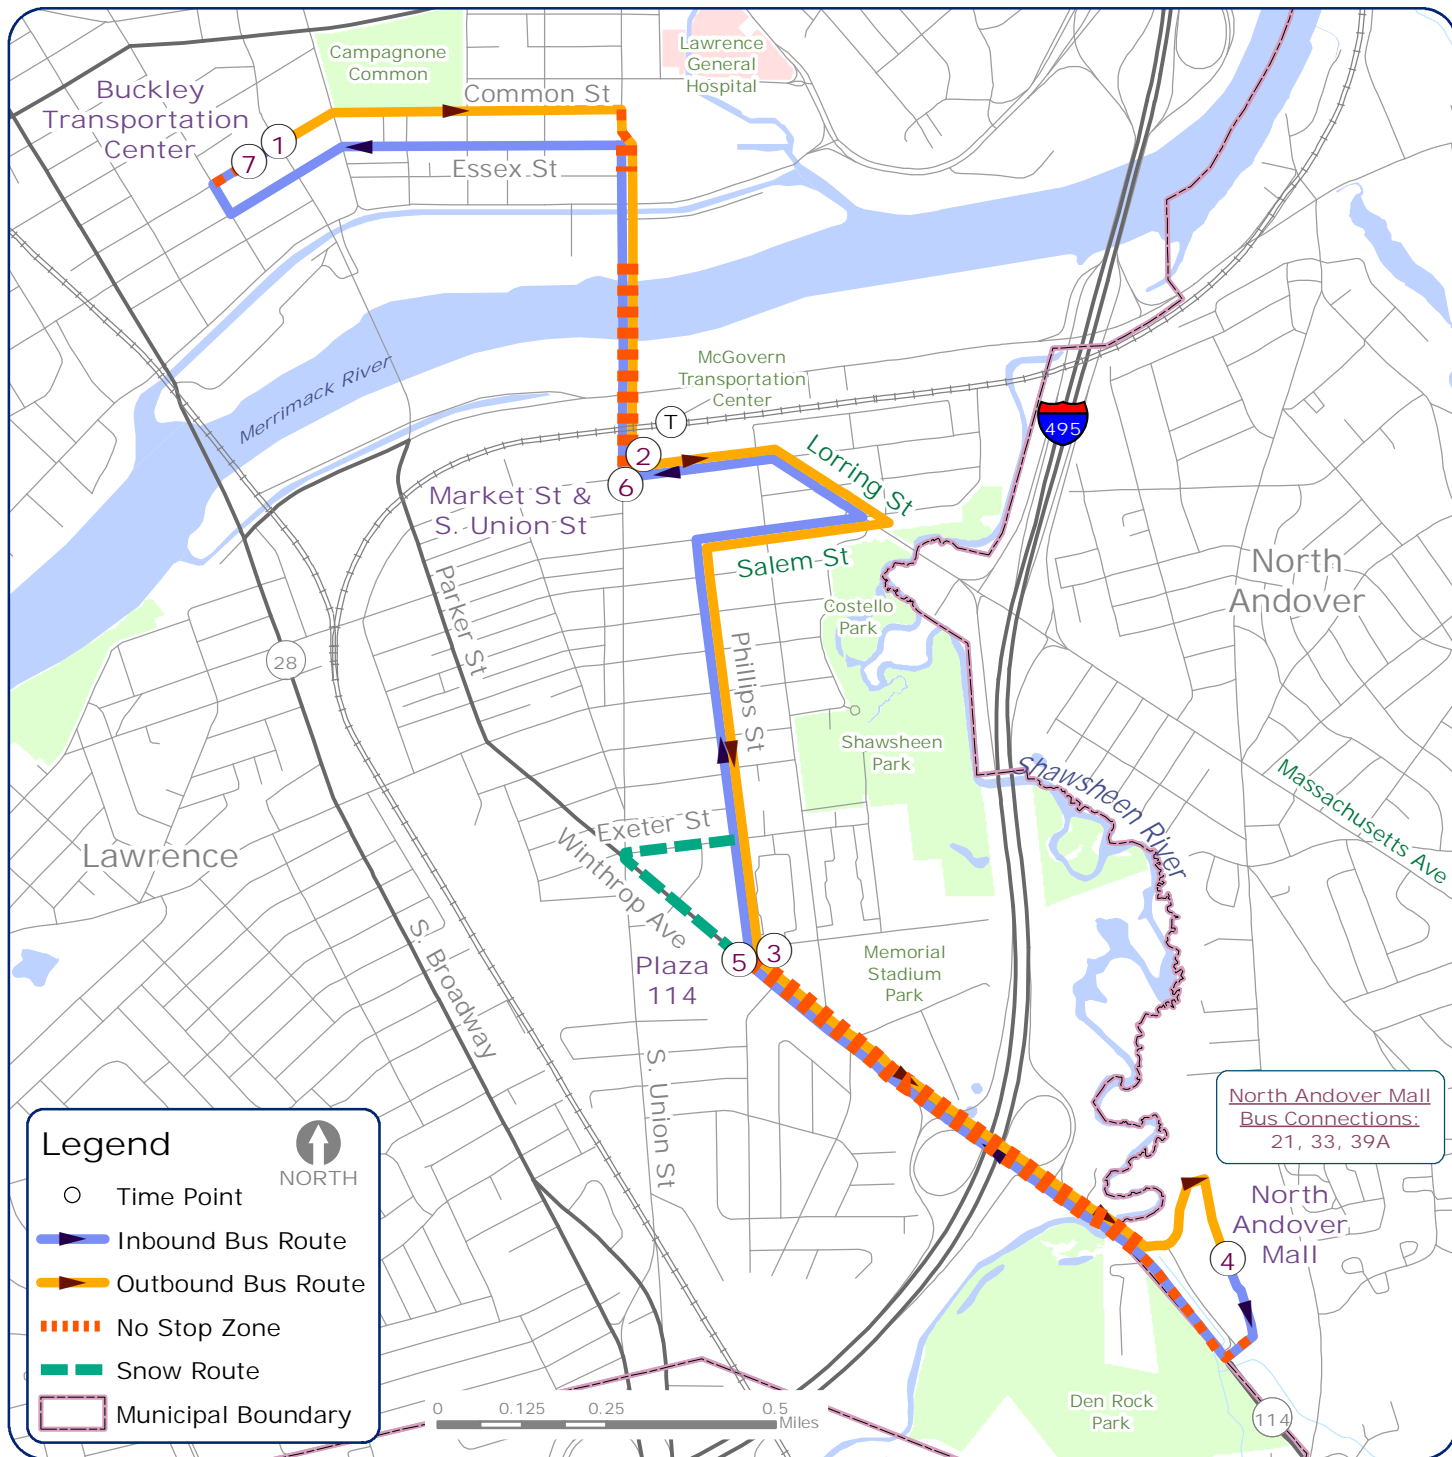 Campagnone
Common
Lawrence
General
Hospital
Buckley
Transportation
Center
Common St
1
7
Essex St
Merrimack River
McGovern
Transportation
Center
T
495
2
6
Market St &
S. Union St
Lorring St
Salem St
North
Andover
Costello
Park
Parker St
28
Phillips St
Shawsheen
Park
Shawsheen River
Massachusetts Ave
Lawrence
Exeter St
Winthrop Ave
S. Broadway
Plaza
114
5
3
Memorial
Stadium
Park
S. Union St
North Andover Mall
Bus Connections:
21, 33, 39A
North
Andover
Mall
4
Den Rock
Park
114
Legend
NORTH
Time Point
Inbound Bus Route
Outbound Bus Route
No Stop Zone
Snow Route
Municipal Boundary
0 0.125 0.25 0.5
Miles